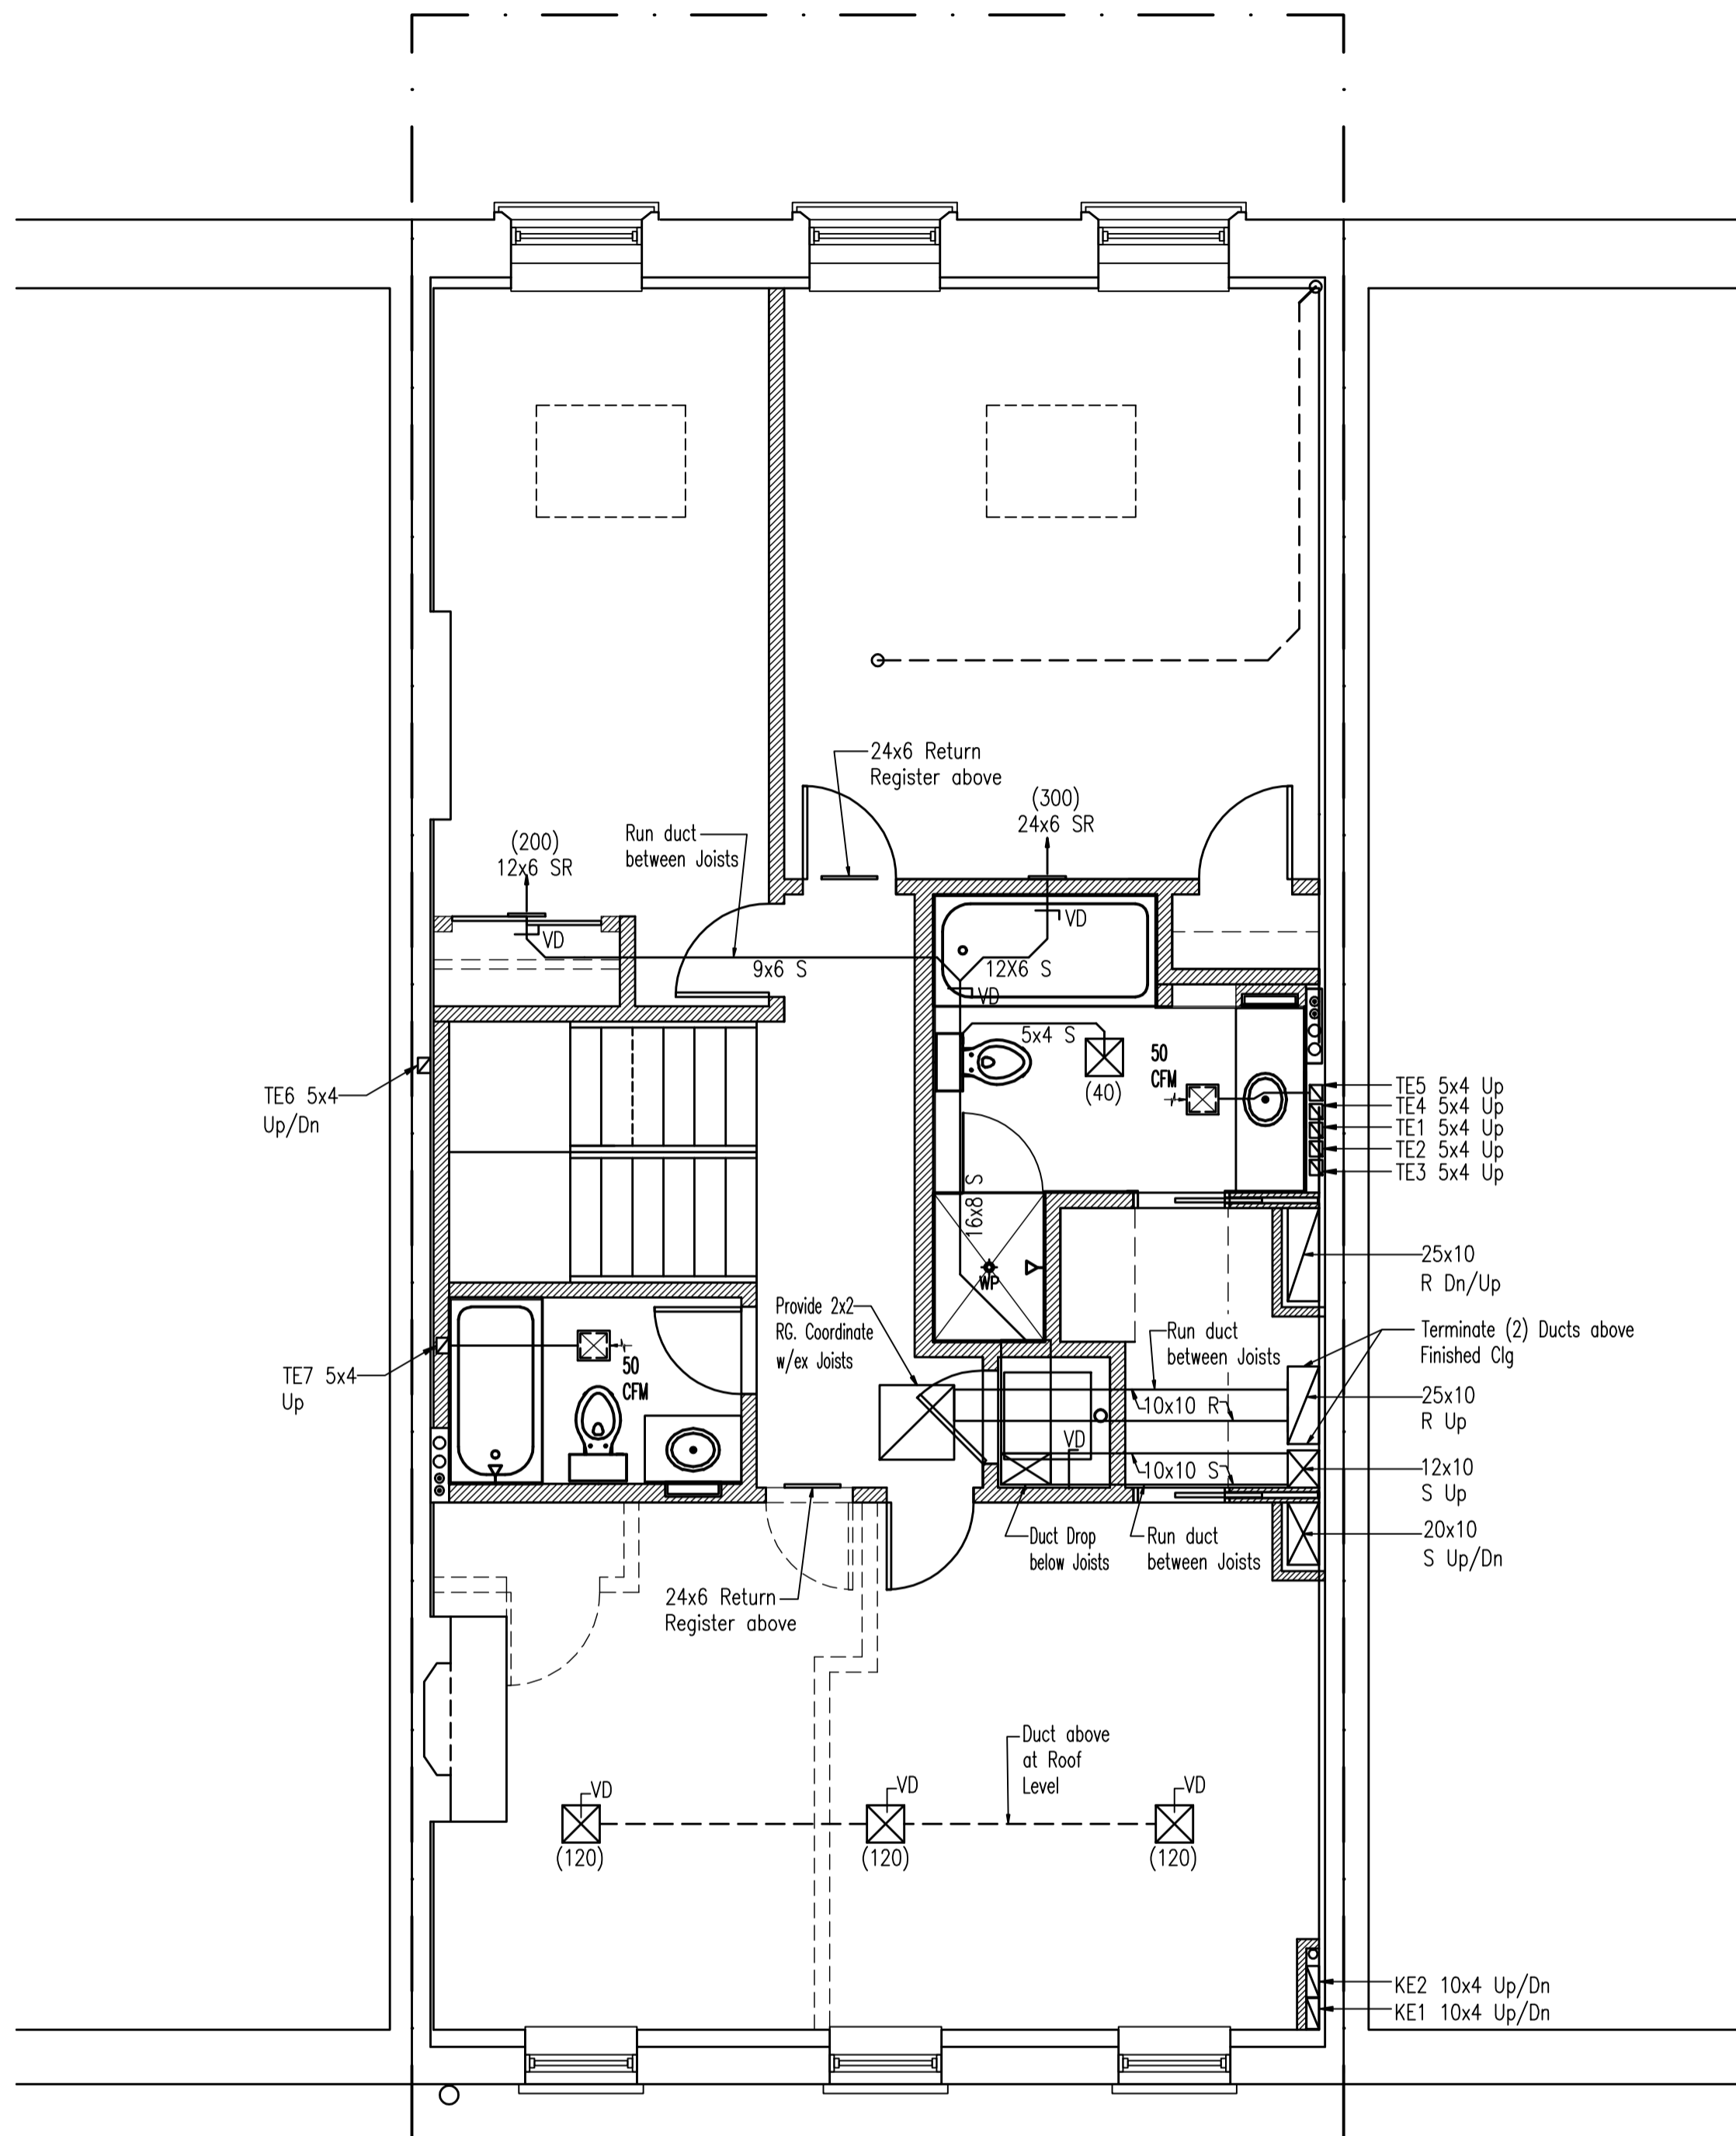 24x6 Return
Register above
(300)
24x6 SR
Run duct
between Joists
(200)
12x6 SR
VD
VD
9x6 S
12X6 S
VD
5x4 S
50
CFM
(40)
TE6 5x4
Up/Dn
TE5 5x4 Up
TE4 5x4 Up
TE1 5x4 Up
TE2 5x4 Up
TE3 5x4 Up
16x8 S
WP
25x10
R Dn/Up
Provide 2x2
RG. Coordinate
w/ex Joists
Run duct
between Joists
Terminate (2) Ducts above
Finished Clg
TE7 5x4
Up
50
CFM
10x10 R
25x10
R Up
VD
10x10 S
12x10
S Up
Duct Drop
below Joists
Run duct
between Joists
20x10
S Up/Dn
24x6 Return
Register above
Duct above
at Roof
Level
VD
VD
VD
(120)
(120)
(120)
KE2 10x4 Up/Dn
KE1 10x4 Up/Dn